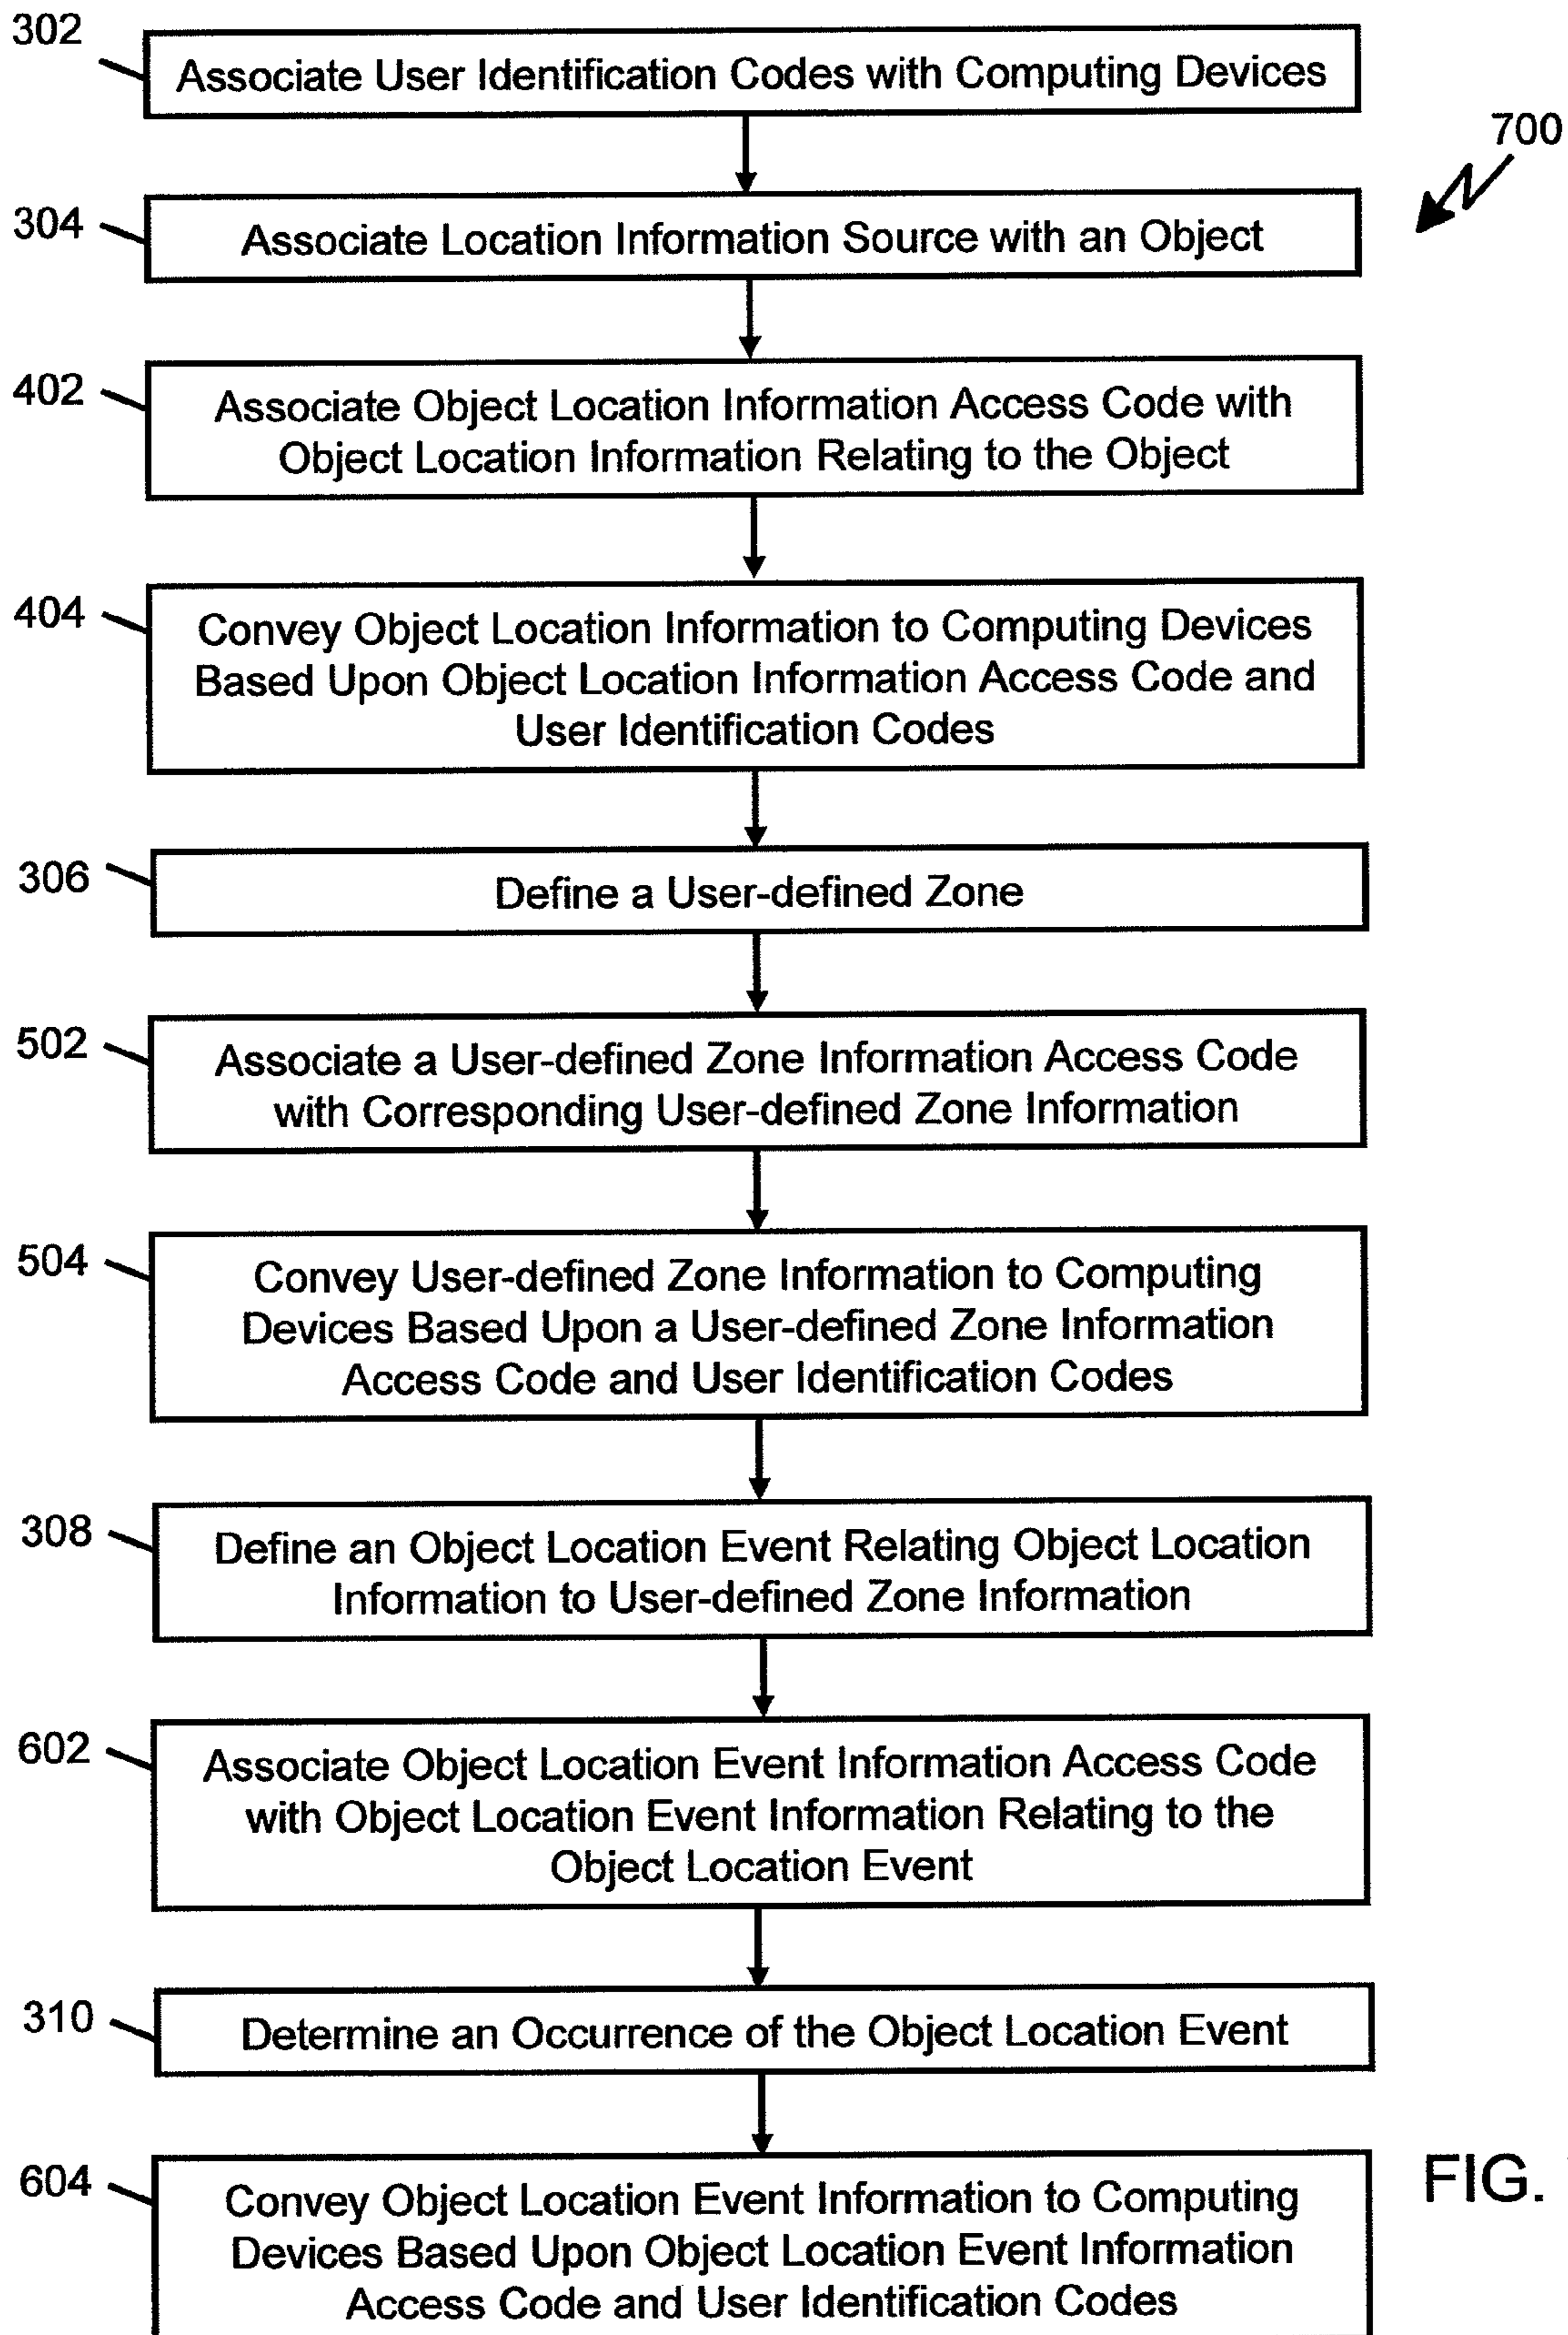 302
Associate User Identification Codes with Computing Devices
700
304
Associate Location Information Source with an Object
402
Associate Object Location Information Access Code with
Object Location Information Relating to the Object
404
Convey Object Location Information to Computing Devices
Based Upon Object Location Information Access Code and
User Identification Codes
306
Define a User-defined Zone
502
Associate a User-defined Zone Information Access Code
with Corresponding User-defined Zone Information
504
Convey User-defined Zone Information to Computing
Devices Based Upon a User-defined Zone Information
Access Code and User Identification Codes
308
Define an Object Location Event Relating Object Location
Information to User-defined Zone Information
602
Associate Object Location Event Information Access Code
with Object Location Event Information Relating to the
Object Location Event
310
Determine an Occurrence of the Object Location Event
604
Convey Object Location Event Information to Computing
Devices Based Upon Object Location Event Information
Access Code and User Identification Codes
FIG.